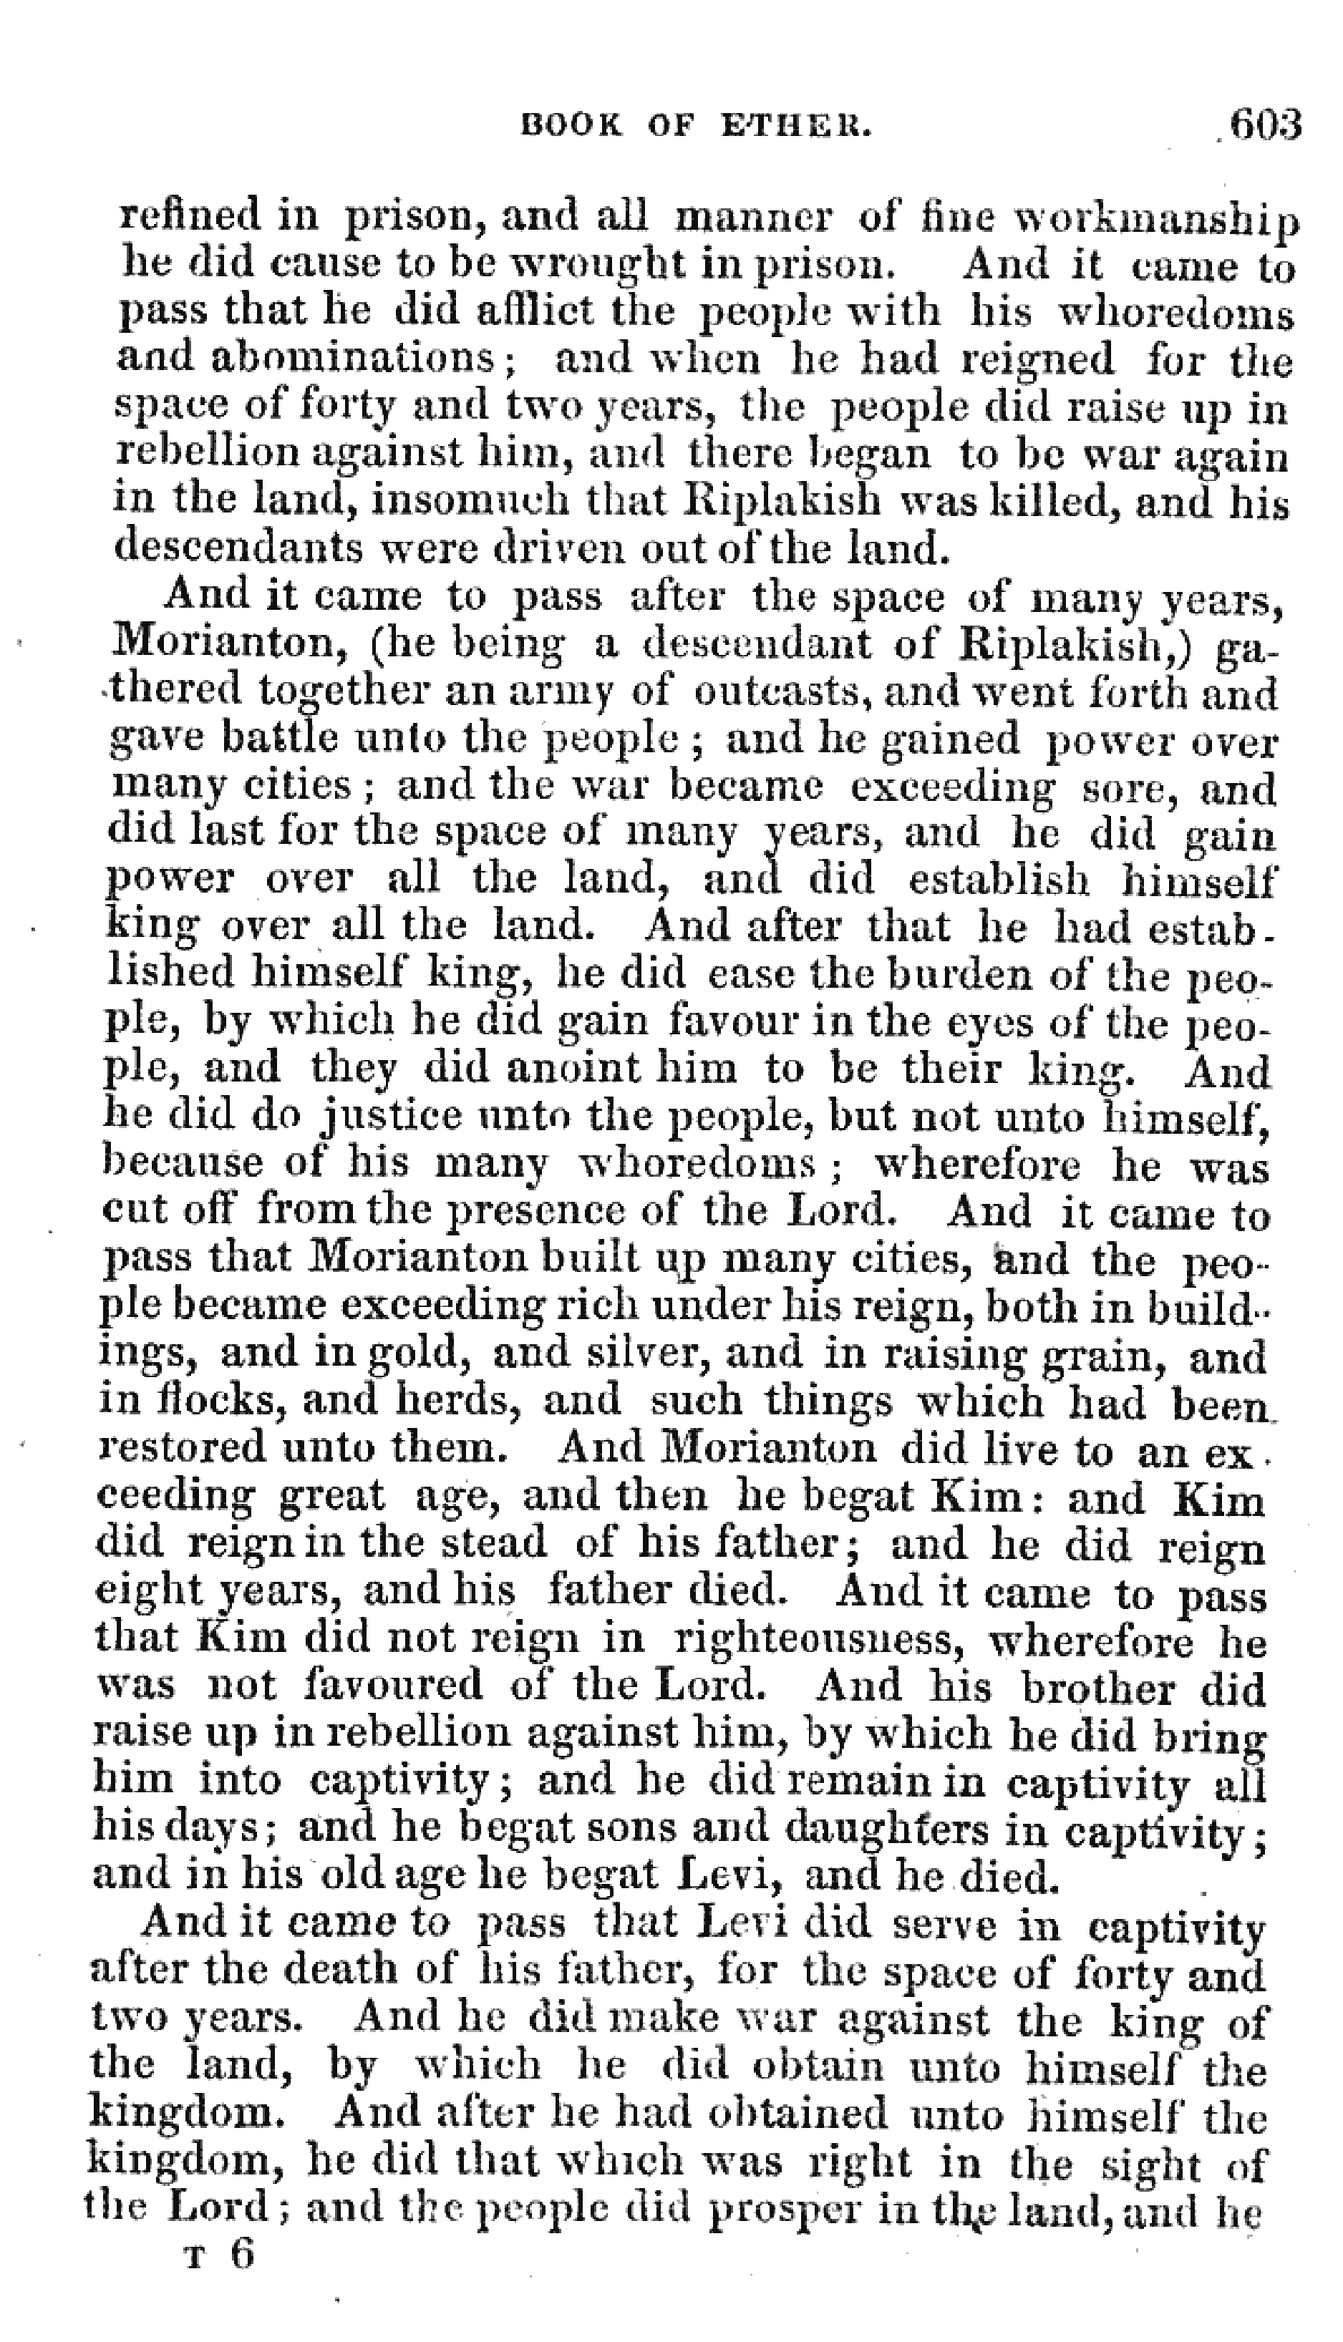 BOOK OF ETHER. 603
refined in prison, and all manner of fine workmanship
he did cause to be wrought in prison. And it came to
pass that he did afflict the people with his whoredoms
and abominations; and when he had reigned for the
space of forty and two years, the people did raise up in
rebellion against him, and there began to be war again
in the land, insomuch that Riplakish was killed, and his
descendants were driven out of the land.
And it came to pass after the space of many years,
Morianton, (he being a descendant of Riplakish,) ga-
thered together an army of outcasts, and went forth and
gave battle unto the people; and he gained power over
many cities; and the war became exceeding sore, and
did last for the space of many years, and he did gain
power over all the land, and did establish himself
king over all the land. And after that he had estab-
lished himself king, he did ease the burden of the peo-
ple, by which he did gain favour in the eyes of the peo-
ple, and they did anoint him to be their king. And
he did do justice unto the people, but not unto himself,
because of his many whoredoms; wherefore he was
cut off from the presence of the Lord. And it came to
pass that Morianton built up many cities, and the peo-
ple became exceeding rich under his reign, both in build-
ings, and in gold, and silver, and in raising grain, and
in flocks, and herds, and such things which had been
restored unto them. And Morianton did live to an ex-
ceeding great age, and then he begat Kim: and Kim
did reign in the stead of his father; and he did reign
eight years, and his father died. And it came to pass
that Kim did not reign in righteousness, wherefore he
was not favoured of the Lord. And his brother did
raise up in rebellion against him, by which he did bring
him into captivity; and he did remain in captivity all
his days; and he begat sons and daughters in captivity;
and in his old age he begat Levi, and he died.
And it came to pass that Levi did serve in captivity
after the death of his father, for the space of forty and
two years. And he did make war against the king of
the land, by which he did obtain unto himself the
kingdom. And after he had obtained unto himself the
kingdom, he did that which was right in the sight of
the Lord; and the people did prosper in the land, and he
T 6